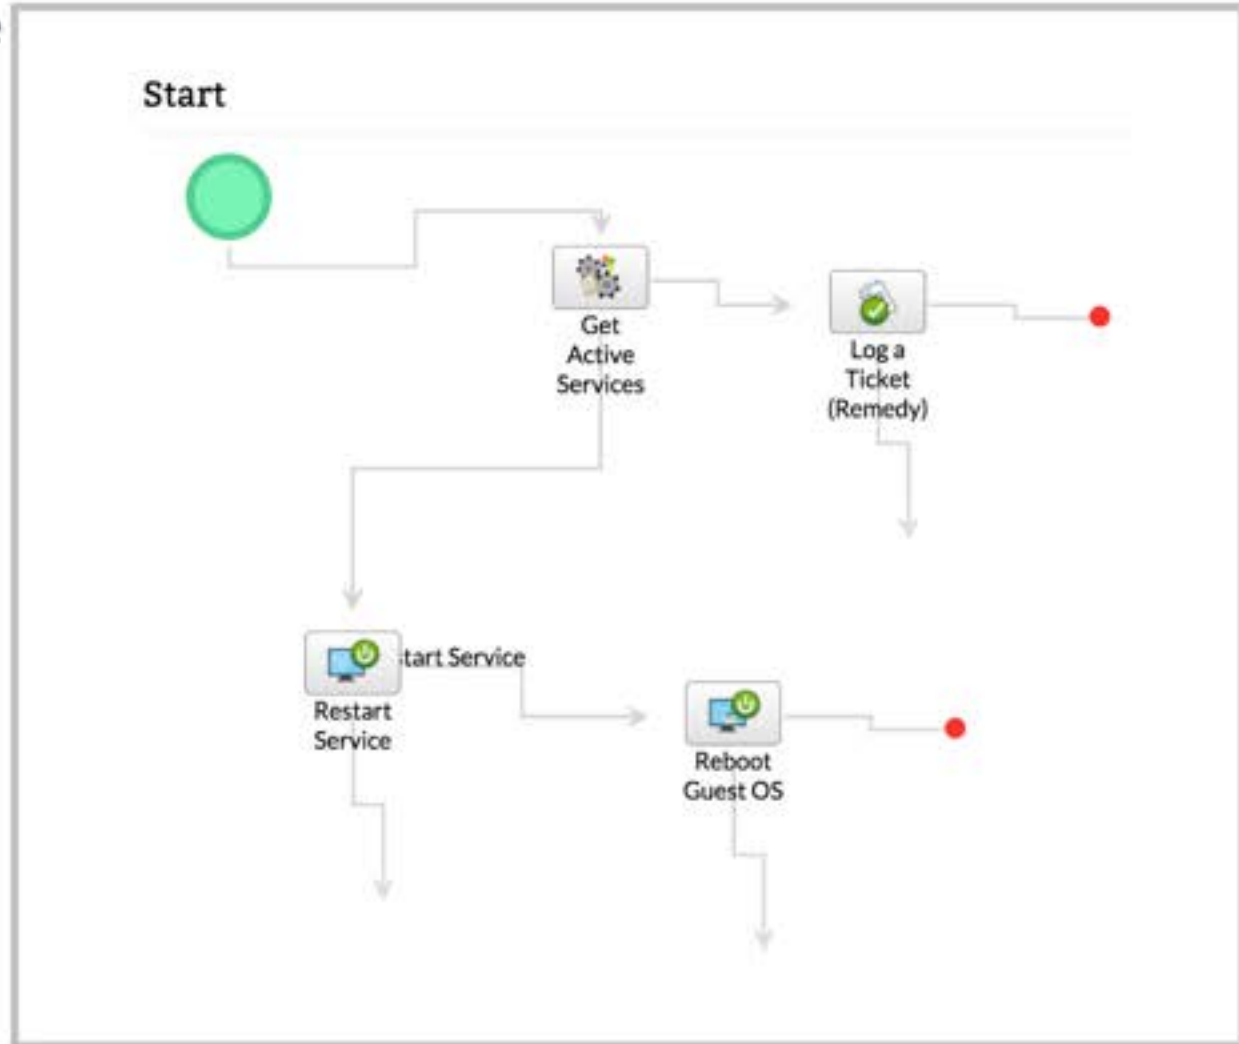 Start
Get
Active
Services
Log a
Ticket
(Remedy)
tart Service
Restart
Service
Reboot
Guest OS